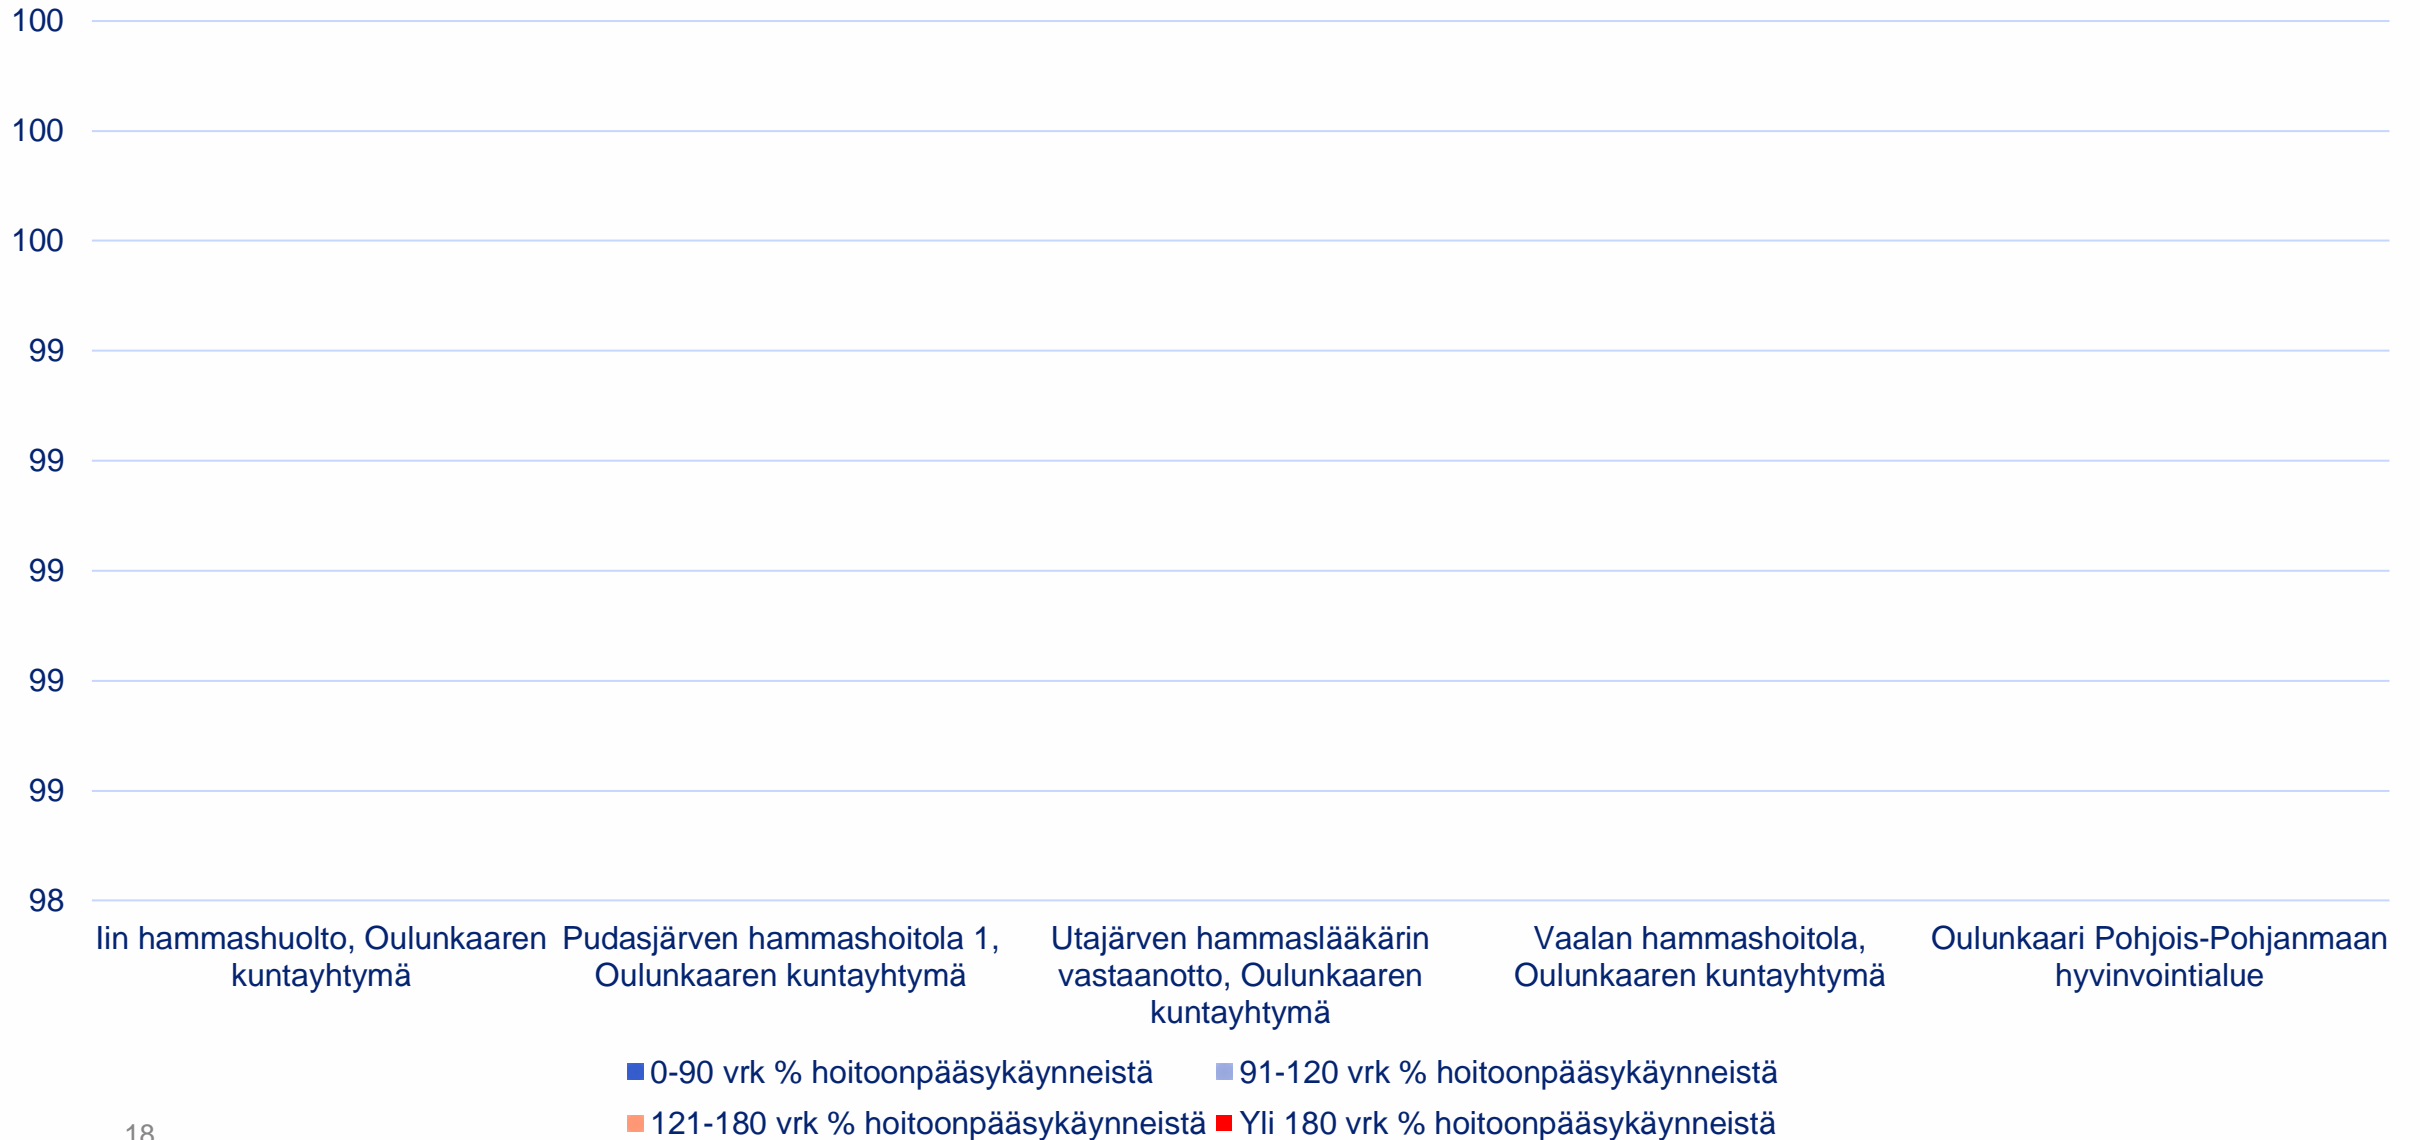 100
100
100
99
99
99
99
99
98
Iin hammashuolto, Oulunkaaren
kuntayhtymä
Pudasjärven hammashoitola 1,
Oulunkaaren kuntayhtymä
Utajärven hammaslääkärin
vastaanotto, Oulunkaaren
kuntayhtymä
Vaalan hammashoitola,
Oulunkaaren kuntayhtymä
Oulunkaari Pohjois-Pohjanmaan
hyvinvointialue
0-90 vrk % hoitoonpääsykäynneistä
91-120 vrk % hoitoonpääsykäynneistä
121-180 vrk % hoitoonpääsykäynneistä
Yli 180 vrk % hoitoonpääsykäynneistä
18